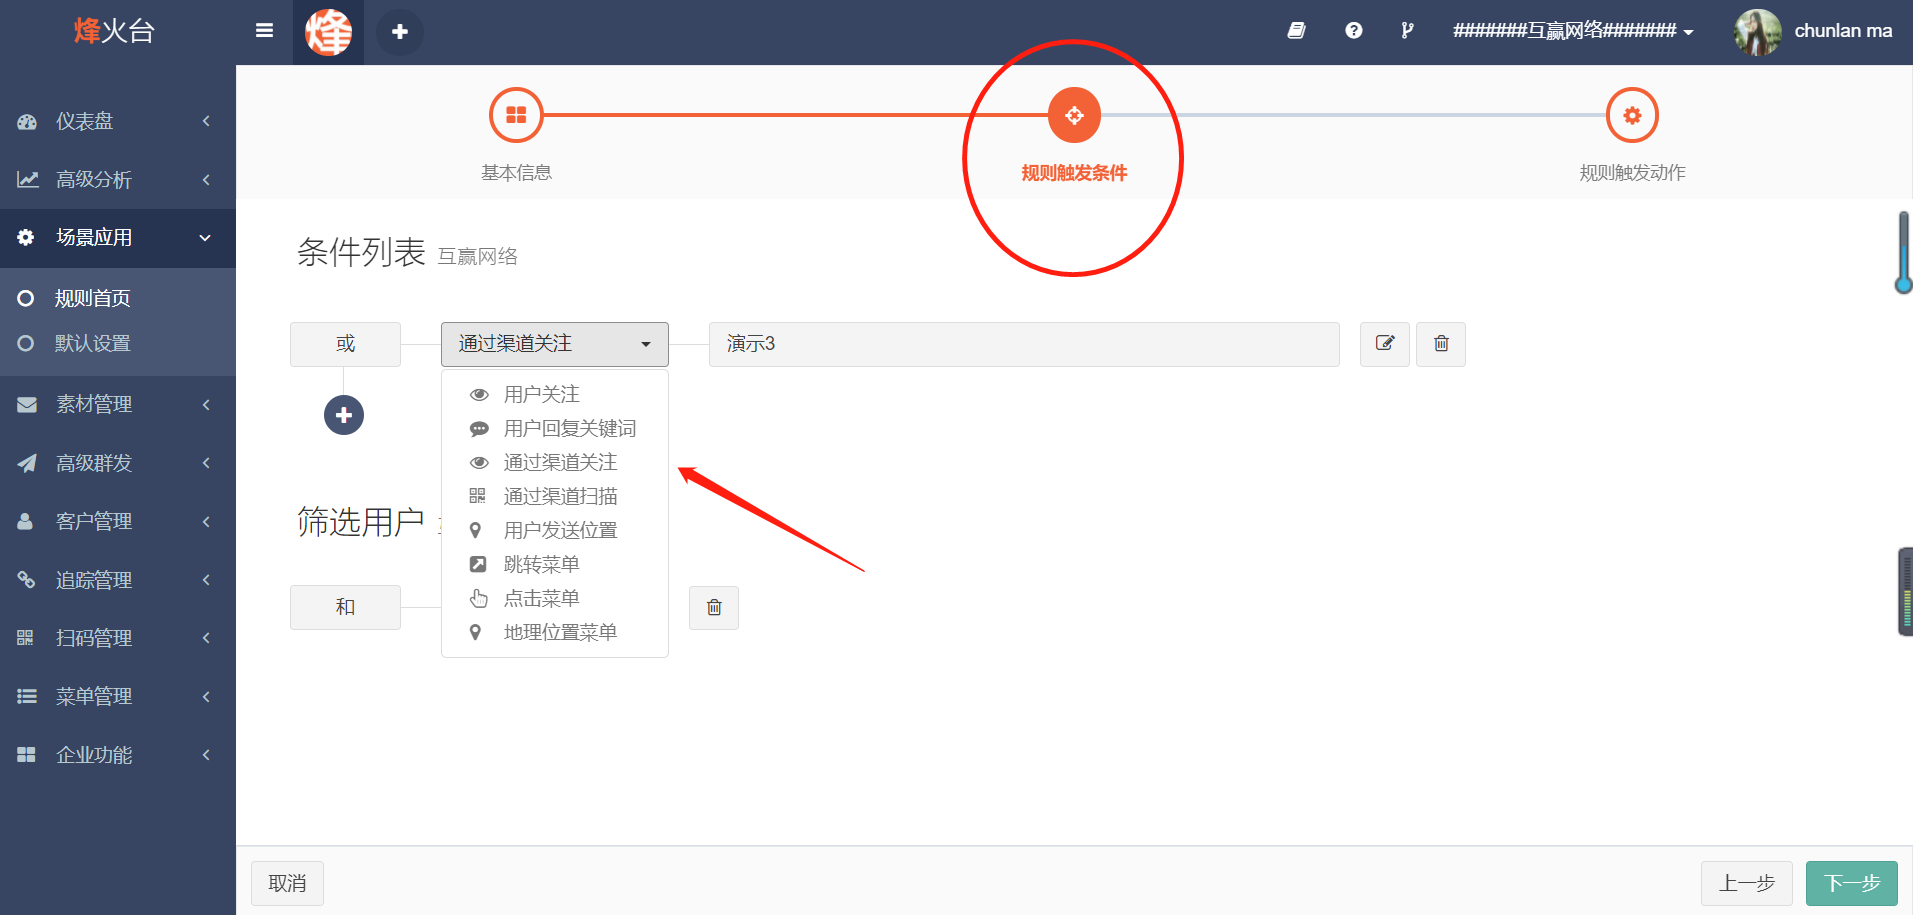 烽火台
烽
#######互赢网络#######
chunlan ma
仪表盘
高级分析
场景应用
规则首页
默认设置
素材管理
高级群发
客户管理
追踪管理
扫码管理
菜单管理
企业功能
基本信息
规则触发条件
规则触发动作
条件列表 互赢网络
或
通过渠道关注
演示3
用户关注
用户回复关键词
通过渠道关注
通过渠道扫描
用户发送位置
跳转菜单
点击菜单
地理位置菜单
筛选用户
和
取消
上一步
下一步